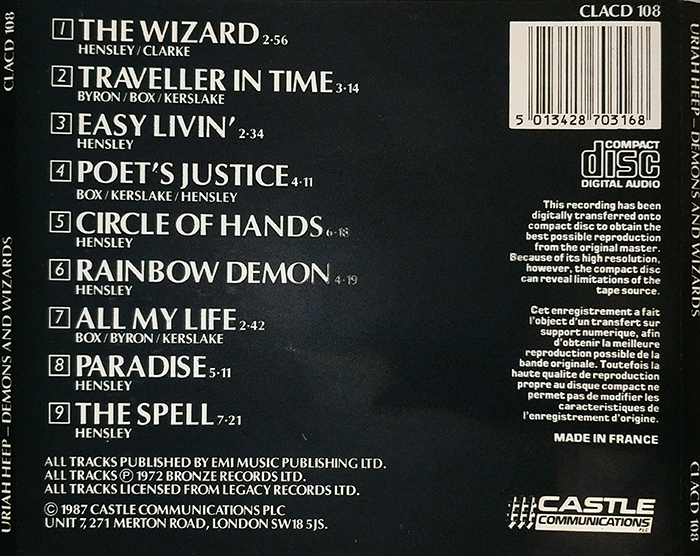 CLACD 108
URIAH HEEP – DEMONS AND WIZARDS
1 THE WIZARD 2·56
HENSLEY/CLARKE
2 TRAVELLER IN TIME 3·14
BYRON/BOX/KERSLAKE
3 EASY LIVIN' 2·34
HENSLEY
4 POET'S JUSTICE 4·11
BOX/KERSLAKE/HENSLEY
5 CIRCLE OF HANDS 6·18
HENSLEY
6 RAINBOW DEMON 4·19
HENSLEY
7 ALL MY LIFE 2·42
BOX/BYRON/KERSLAKE
8 PARADISE 5·11
HENSLEY
9 THE SPELL 7·21
HENSLEY
ALL TRACKS PUBLISHED BY EMI MUSIC PUBLISHING LTD.
ALL TRACKS Ⓟ 1972 BRONZE RECORDS LTD.
ALL TRACKS LICENSED FROM LEGACY RECORDS LTD.
© 1987 CASTLE COMMUNICATIONS PLC
UNIT 7, 271 MERTON ROAD, LONDON SW18 5JS.
CLACD 108
5 013428 703168
COMPACT
disc
DIGITAL AUDIO
This recording has been
digitally transferred onto
compact disc to obtain the
best possible reproduction
from the original master.
Because of its high resolution,
however, the compact disc
can reveal limitations of the
tape source.
Cet enregistrement a fait
l'object d'un transfert sur
support numerique, afin
d'obtenir la meilleure
reproduction possible de la
bande originale. Toutefois la
haute qualite de reproduction
propre au disque compact ne
permet pas de modifier les
caracteristiques de
l'enregistrement d'origine.
MADE IN FRANCE
CASTLE
COMMUNICATIONS
PLC
URIAH HEEP – DEMONS AND WIZARDS
CLACD 108